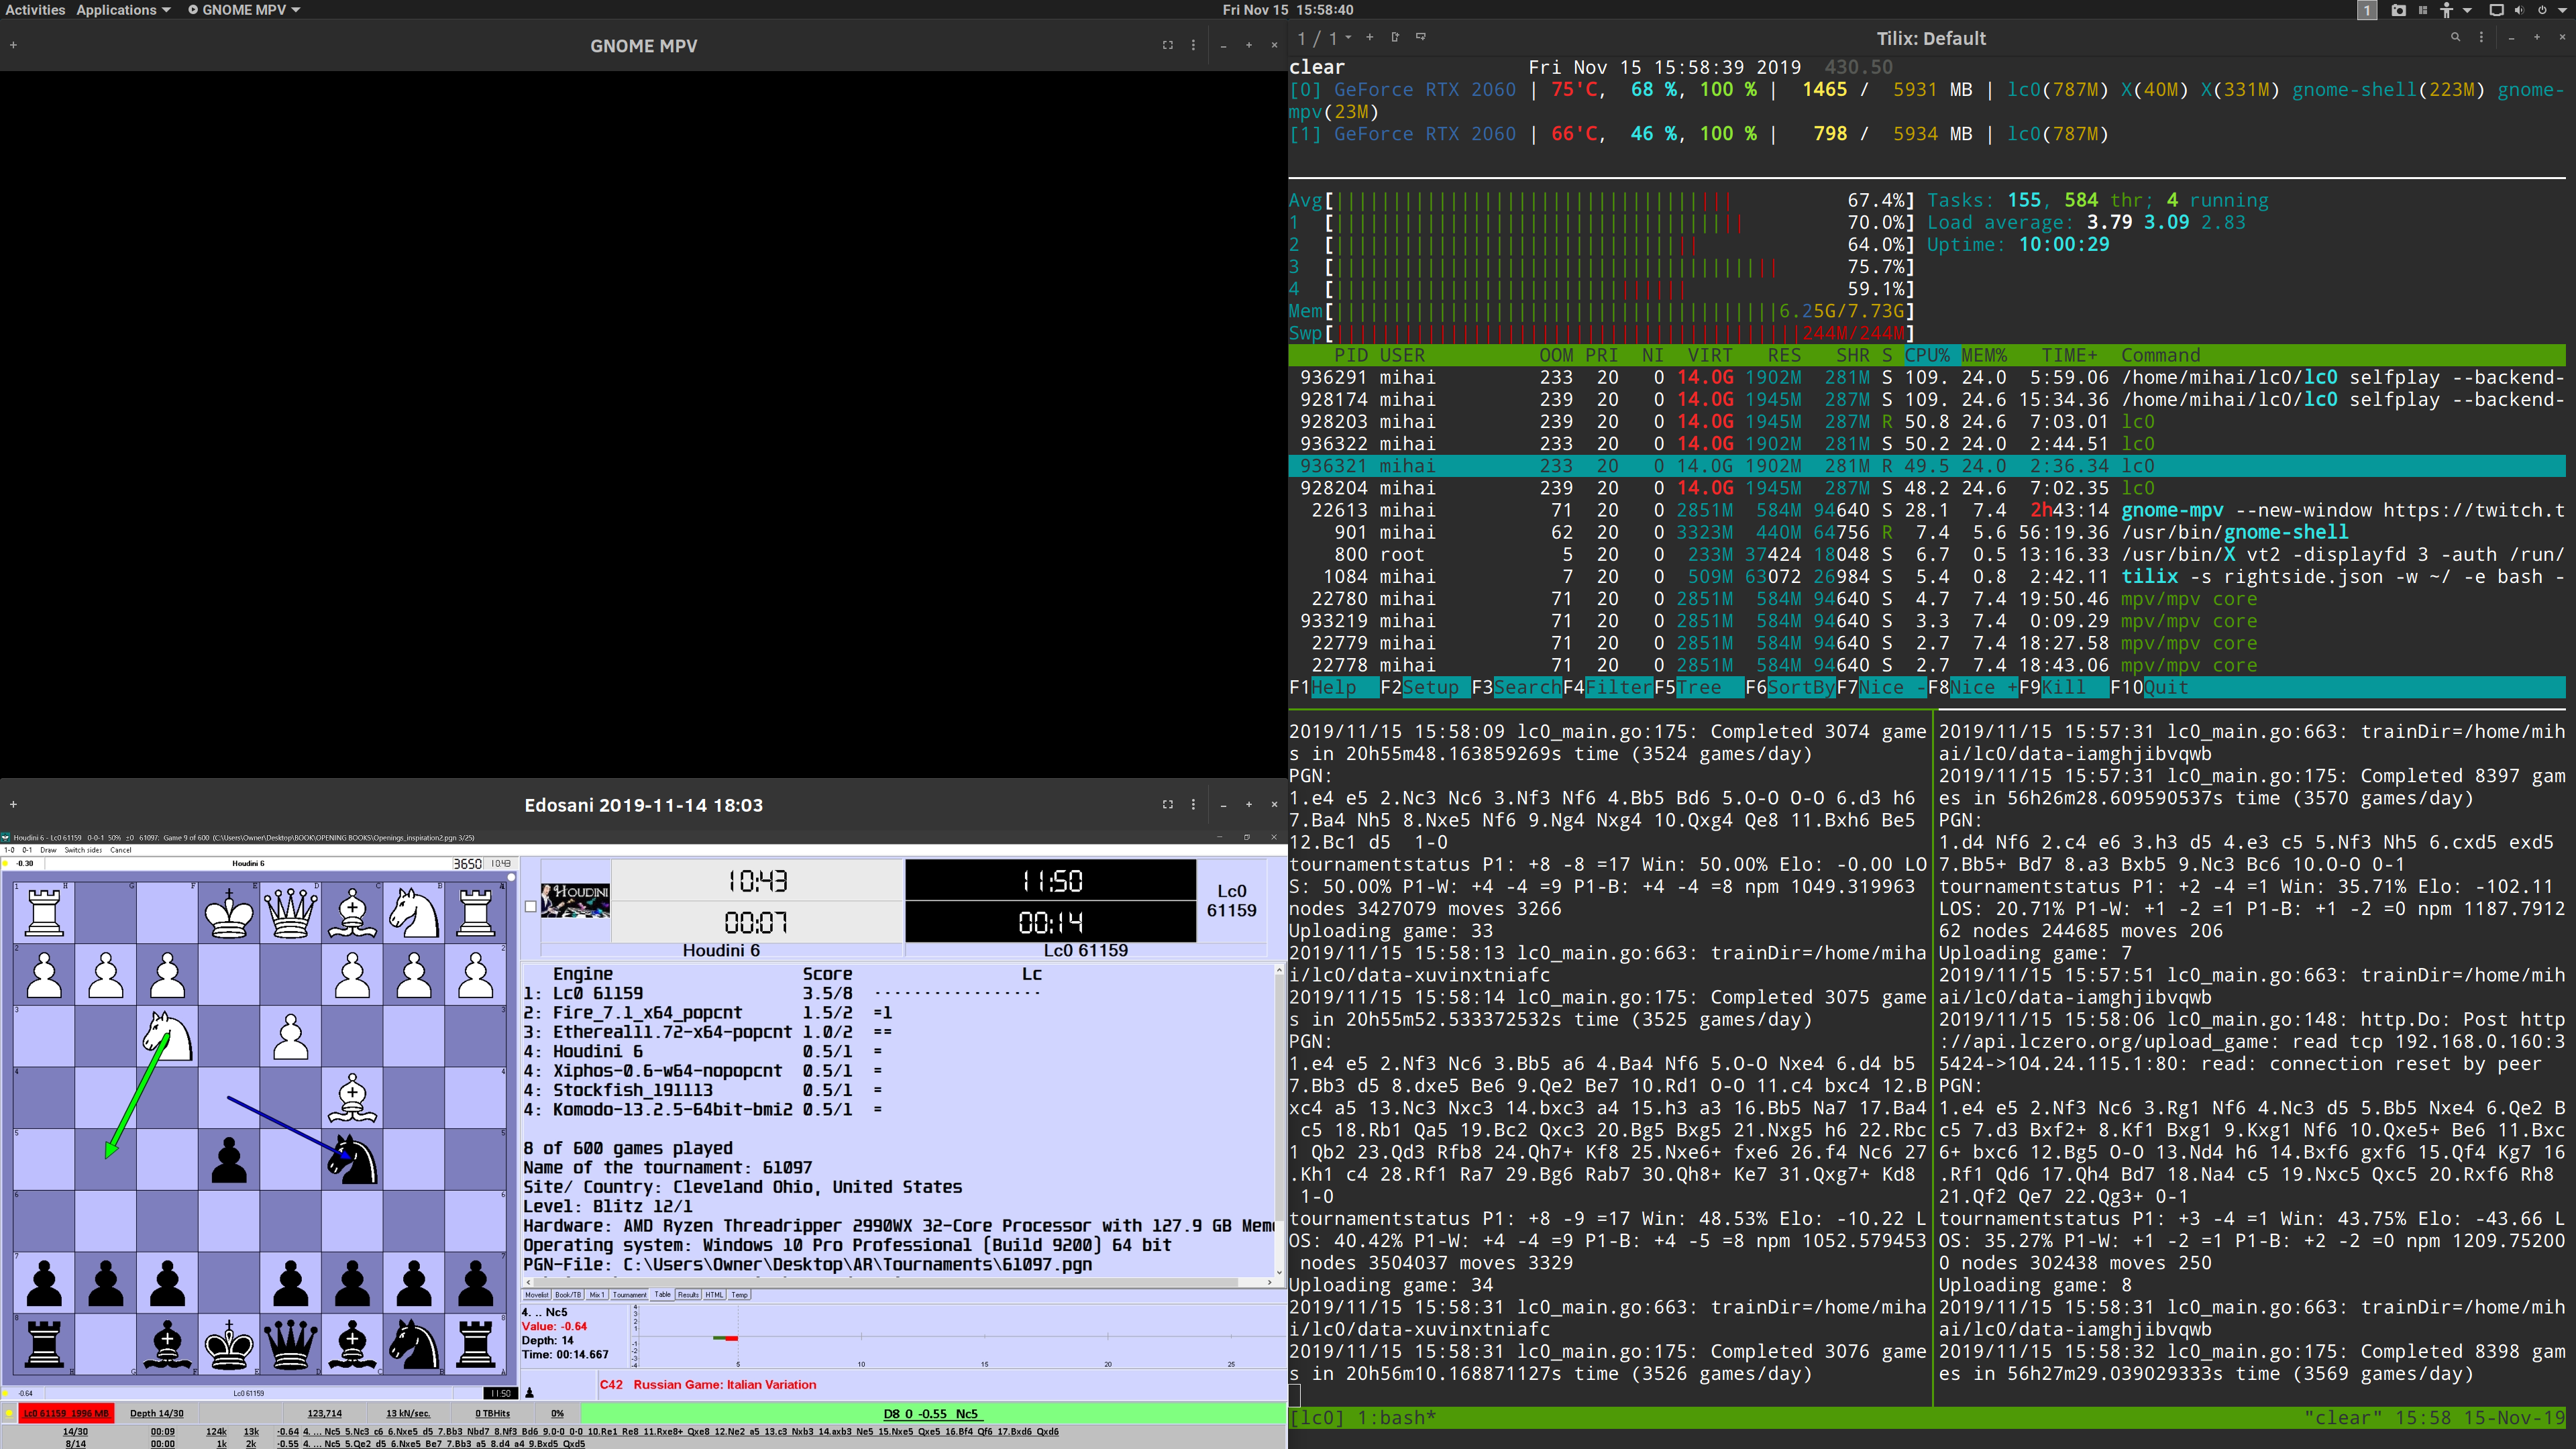 Activities Applications GNOME MPV Fri Nov 15 15:58:40 1
GNOME MPV
1 / 1 Tilix: Default
clear Fri Nov 15 15:58:39 2019 430.50
[0] GeForce RTX 2060 | 75'C, 68 %, 100 % | 1465 / 5931 MB | lc0(787M) X(40M) X(331M) gnome-shell(223M) gnome-
mpv(23M)
[1] GeForce RTX 2060 | 66'C, 46 %, 100 % | 798 / 5934 MB | lc0(787M)
Avg[ 67.4%] Tasks: 155, 584 thr; 4 running
1 [ 70.0%] Load average: 3.79 3.09 2.83
2 [ 64.0%] Uptime: 10:00:29
3 [ 75.7%]
4 [ 59.1%]
Mem[ 6.25G/7.73G]
Swp[ 244M/244M]
PID USER OOM PRI NI VIRT RES SHR S CPU% MEM% TIME+ Command
936291 mihai 233 20 0 14.0G 1902M 281M S 109. 24.0 5:59.06 /home/mihai/lc0/lc0 selfplay --backend-
928174 mihai 239 20 0 14.0G 1945M 287M S 109. 24.6 15:34.36 /home/mihai/lc0/lc0 selfplay --backend-
928203 mihai 239 20 0 14.0G 1945M 287M R 50.8 24.6 7:03.01 lc0
936322 mihai 233 20 0 14.0G 1902M 281M S 50.2 24.0 2:44.51 lc0
936321 mihai 233 20 0 14.0G 1902M 281M R 49.5 24.0 2:36.34 lc0
928204 mihai 239 20 0 14.0G 1945M 287M S 48.2 24.6 7:02.35 lc0
22613 mihai 71 20 0 2851M 584M 94640 S 28.1 7.4 2h43:14 gnome-mpv --new-window https://twitch.t
901 mihai 62 20 0 3323M 440M 64756 R 7.4 5.6 56:19.36 /usr/bin/gnome-shell
800 root 5 20 0 233M 37424 18048 S 6.7 0.5 13:16.33 /usr/bin/X vt2 -displayfd 3 -auth /run/
1084 mihai 7 20 0 509M 63072 26984 S 5.4 0.8 2:42.11 tilix -s rightside.json -w ~/ -e bash -
22780 mihai 71 20 0 2851M 584M 94640 S 4.7 7.4 19:50.46 mpv/mpv core
933219 mihai 71 20 0 2851M 584M 94640 S 3.3 7.4 0:09.29 mpv/mpv core
22779 mihai 71 20 0 2851M 584M 94640 S 2.7 7.4 18:27.58 mpv/mpv core
22778 mihai 71 20 0 2851M 584M 94640 S 2.7 7.4 18:43.06 mpv/mpv core
F1Help F2Setup F3SearchF4FilterF5Tree F6SortByF7Nice -F8Nice +F9Kill F10Quit
2019/11/15 15:58:09 lc0_main.go:175: Completed 3074 game
s in 20h55m48.163859269s time (3524 games/day)
PGN:
1.e4 e5 2.Nc3 Nc6 3.Nf3 Nf6 4.Bb5 Bd6 5.O-O O-O 6.d3 h6
7.Ba4 Nh5 8.Nxe5 Nf6 9.Ng4 Nxg4 10.Qxg4 Qe8 11.Bxh6 Be5
12.Bc1 d5 1-0
tournamentstatus P1: +8 -8 =17 Win: 50.00% Elo: -0.00 LO
S: 50.00% P1-W: +4 -4 =9 P1-B: +4 -4 =8 npm 1049.319963
nodes 3427079 moves 3266
Uploading game: 33
2019/11/15 15:58:13 lc0_main.go:663: trainDir=/home/miha
i/lc0/data-xuvinxtniafc
2019/11/15 15:58:14 lc0_main.go:175: Completed 3075 game
s in 20h55m52.533372532s time (3525 games/day)
PGN:
1.e4 e5 2.Nf3 Nc6 3.Bb5 a6 4.Ba4 Nf6 5.O-O Nxe4 6.d4 b5
7.Bb3 d5 8.dxe5 Be6 9.Qe2 Be7 10.Rd1 O-O 11.c4 bxc4 12.B
xc4 a5 13.Nc3 Nxc3 14.bxc3 a4 15.h3 a3 16.Bb5 Na7 17.Ba4
c5 18.Rb1 Qa5 19.Bc2 Qxc3 20.Bg5 Bxg5 21.Nxg5 h6 22.Rbc
1 Qb2 23.Qd3 Rfb8 24.Qh7+ Kf8 25.Nxe6+ fxe6 26.f4 Nc6 27
.Kh1 c4 28.Rf1 Ra7 29.Bg6 Rab7 30.Qh8+ Ke7 31.Qxg7+ Kd8
1-0
tournamentstatus P1: +8 -9 =17 Win: 48.53% Elo: -10.22 L
OS: 40.42% P1-W: +4 -4 =9 P1-B: +4 -5 =8 npm 1052.579453
nodes 3504037 moves 3329
Uploading game: 34
2019/11/15 15:58:31 lc0_main.go:663: trainDir=/home/miha
i/lc0/data-xuvinxtniafc
2019/11/15 15:58:31 lc0_main.go:175: Completed 3076 game
s in 20h56m10.168871127s time (3526 games/day)
2019/11/15 15:57:31 lc0_main.go:663: trainDir=/home/mih
ai/lc0/data-iamghjibvqwb
2019/11/15 15:57:31 lc0_main.go:175: Completed 8397 gam
es in 56h26m28.609590537s time (3570 games/day)
PGN:
1.d4 Nf6 2.c4 e6 3.h3 d5 4.e3 c5 5.Nf3 Nh5 6.cxd5 exd5
7.Bb5+ Bd7 8.a3 Bxb5 9.Nc3 Bc6 10.O-O 0-1
tournamentstatus P1: +2 -4 =1 Win: 35.71% Elo: -102.11
LOS: 20.71% P1-W: +1 -2 =1 P1-B: +1 -2 =0 npm 1187.7912
62 nodes 244685 moves 206
Uploading game: 7
2019/11/15 15:57:51 lc0_main.go:663: trainDir=/home/mih
ai/lc0/data-iamghjibvqwb
2019/11/15 15:58:06 lc0_main.go:148: http.Do: Post http
://api.lczero.org/upload_game: read tcp 192.168.0.160:3
5424->104.24.115.1:80: read: connection reset by peer
PGN:
1.e4 e5 2.Nf3 Nc6 3.Rg1 Nf6 4.Nc3 d5 5.Bb5 Nxe4 6.Qe2 B
c5 7.d3 Bxf2+ 8.Kf1 Bxg1 9.Kxg1 Nf6 10.Qxe5+ Be6 11.Bxc
6+ bxc6 12.Bg5 O-O 13.Nd4 h6 14.Bxf6 gxf6 15.Qf4 Kg7 16
.Rf1 Qd6 17.Qh4 Bd7 18.Na4 c5 19.Nxc5 Qxc5 20.Rxf6 Rh8
21.Qf2 Qe7 22.Qg3+ 0-1
tournamentstatus P1: +3 -4 =1 Win: 43.75% Elo: -43.66 L
OS: 35.27% P1-W: +1 -2 =1 P1-B: +2 -2 =0 npm 1209.75200
0 nodes 302438 moves 250
Uploading game: 8
2019/11/15 15:58:31 lc0_main.go:663: trainDir=/home/mih
ai/lc0/data-iamghjibvqwb
2019/11/15 15:58:32 lc0_main.go:175: Completed 8398 gam
es in 56h27m29.039029333s time (3569 games/day)
[lc0] 1:bash* "clear" 15:58 15-Nov-19
Edosani 2019-11-14 18:03
Houdini 6 - Lc0 61159 0-0-1 50% ±0 61097: Game 9 of 600 (C:\Users\Owner\Desktop\BOOK\OPENING BOOKS\Openings_inspiration2.pgn 3/25)
1-0 0-1 Draw Switch sides Cancel
-0.30 Houdini 6 3650 10:43
10:43 11:50 Lc0
00:07 00:14 61159
HOUDINI
Houdini 6 Lc0 61159
Engine Score Lc
1: Lc0 61159 3.5/8 · · · · · · · · · · · · · · · · ·
2: Fire_7.1_x64_popcnt 1.5/2 =1
3: Ethereal11.72-x64-popcnt 1.0/2 ==
4: Houdini 6 0.5/1 =
4: Xiphos-0.6-w64-nopopcnt 0.5/1 =
4: Stockfish_191113 0.5/1 =
4: Komodo-13.2.5-64bit-bmi2 0.5/1 =
8 of 600 games played
Name of the tournament: 61097
Site/ Country: Cleveland Ohio, United States
Level: Blitz 12/1
Hardware: AMD Ryzen Threadripper 2990WX 32-Core Processor with 127.9 GB Mem
Operating system: Windows 10 Pro Professional (Build 9200) 64 bit
PGN-File: C:\Users\Owner\Desktop\AR\Tournaments\61097.pgn
Movelist Book/TB Mix 1 Tournament Table Results HTML Temp
4. .. Nc5
Value: -0.64
Depth: 14
Time: 00:14.667
5 10 15 20 25
-0.64 Lc0 61159 11:50
C42 Russian Game: Italian Variation
Lc0 61159 1996 MB Depth 14/30 123,714 13 kN/sec. 0 TBHits 0% D8 0 -0.55 Nc5
14/30 00:09 124k 13k -0.64 4. ... Nc5 5.Nc3 c6 6.Nxe5 d5 7.Bb3 Nbd7 8.Nf3 Bd6 9.0-0 0-0 10.Re1 Re8 11.Rxe8+ Qxe8 12.Ne2 a5 13.c3 Nxb3 14.axb3 Ne5 15.Nxe5 Qxe5 16.Bf4 Qf6 17.Bxd6 Qxd6
8/14 00:00 1k 2k -0.55 4. ... Nc5 5.Qe2 d5 6.Nxe5 Be7 7.Bb3 a5 8.d4 a4 9.Bxd5 Qxd5